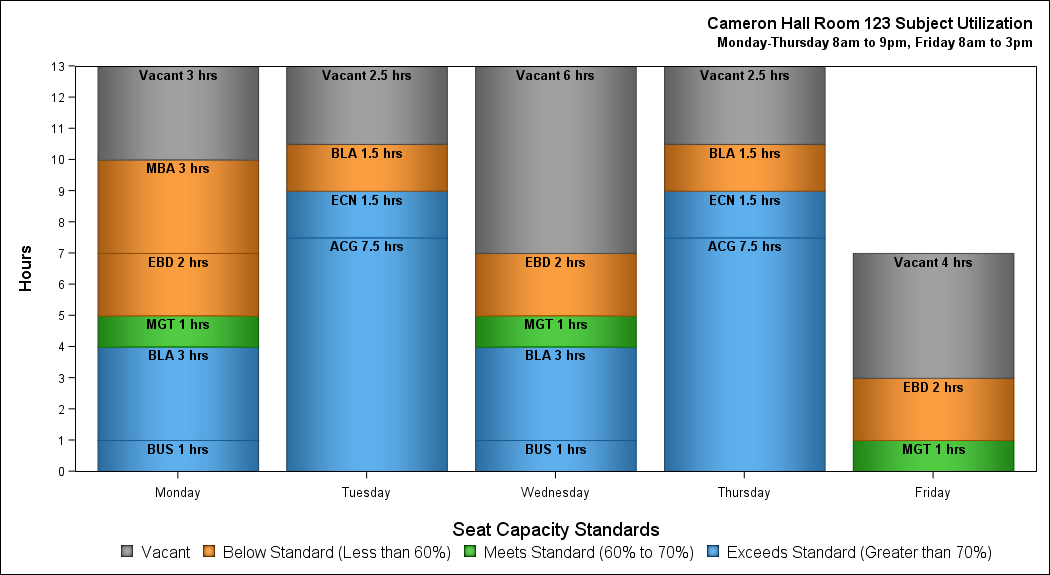 Cameron Hall Room 123 Subject Utilization
Monday-Thursday 8am to 9pm, Friday 8am to 3pm
Hours
13
12
11
10
9
8
7
6
5
4
3
2
1
0
Vacant 3 hrs
MBA 3 hrs
EBD 2 hrs
MGT 1 hrs
BLA 3 hrs
BUS 1 hrs
Vacant 2.5 hrs
BLA 1.5 hrs
ECN 1.5 hrs
ACG 7.5 hrs
Vacant 6 hrs
EBD 2 hrs
MGT 1 hrs
BLA 3 hrs
BUS 1 hrs
Vacant 2.5 hrs
BLA 1.5 hrs
ECN 1.5 hrs
ACG 7.5 hrs
Vacant 4 hrs
EBD 2 hrs
MGT 1 hrs
Monday Tuesday Wednesday Thursday Friday
Seat Capacity Standards
Vacant Below Standard (Less than 60%) Meets Standard (60% to 70%) Exceeds Standard (Greater than 70%)